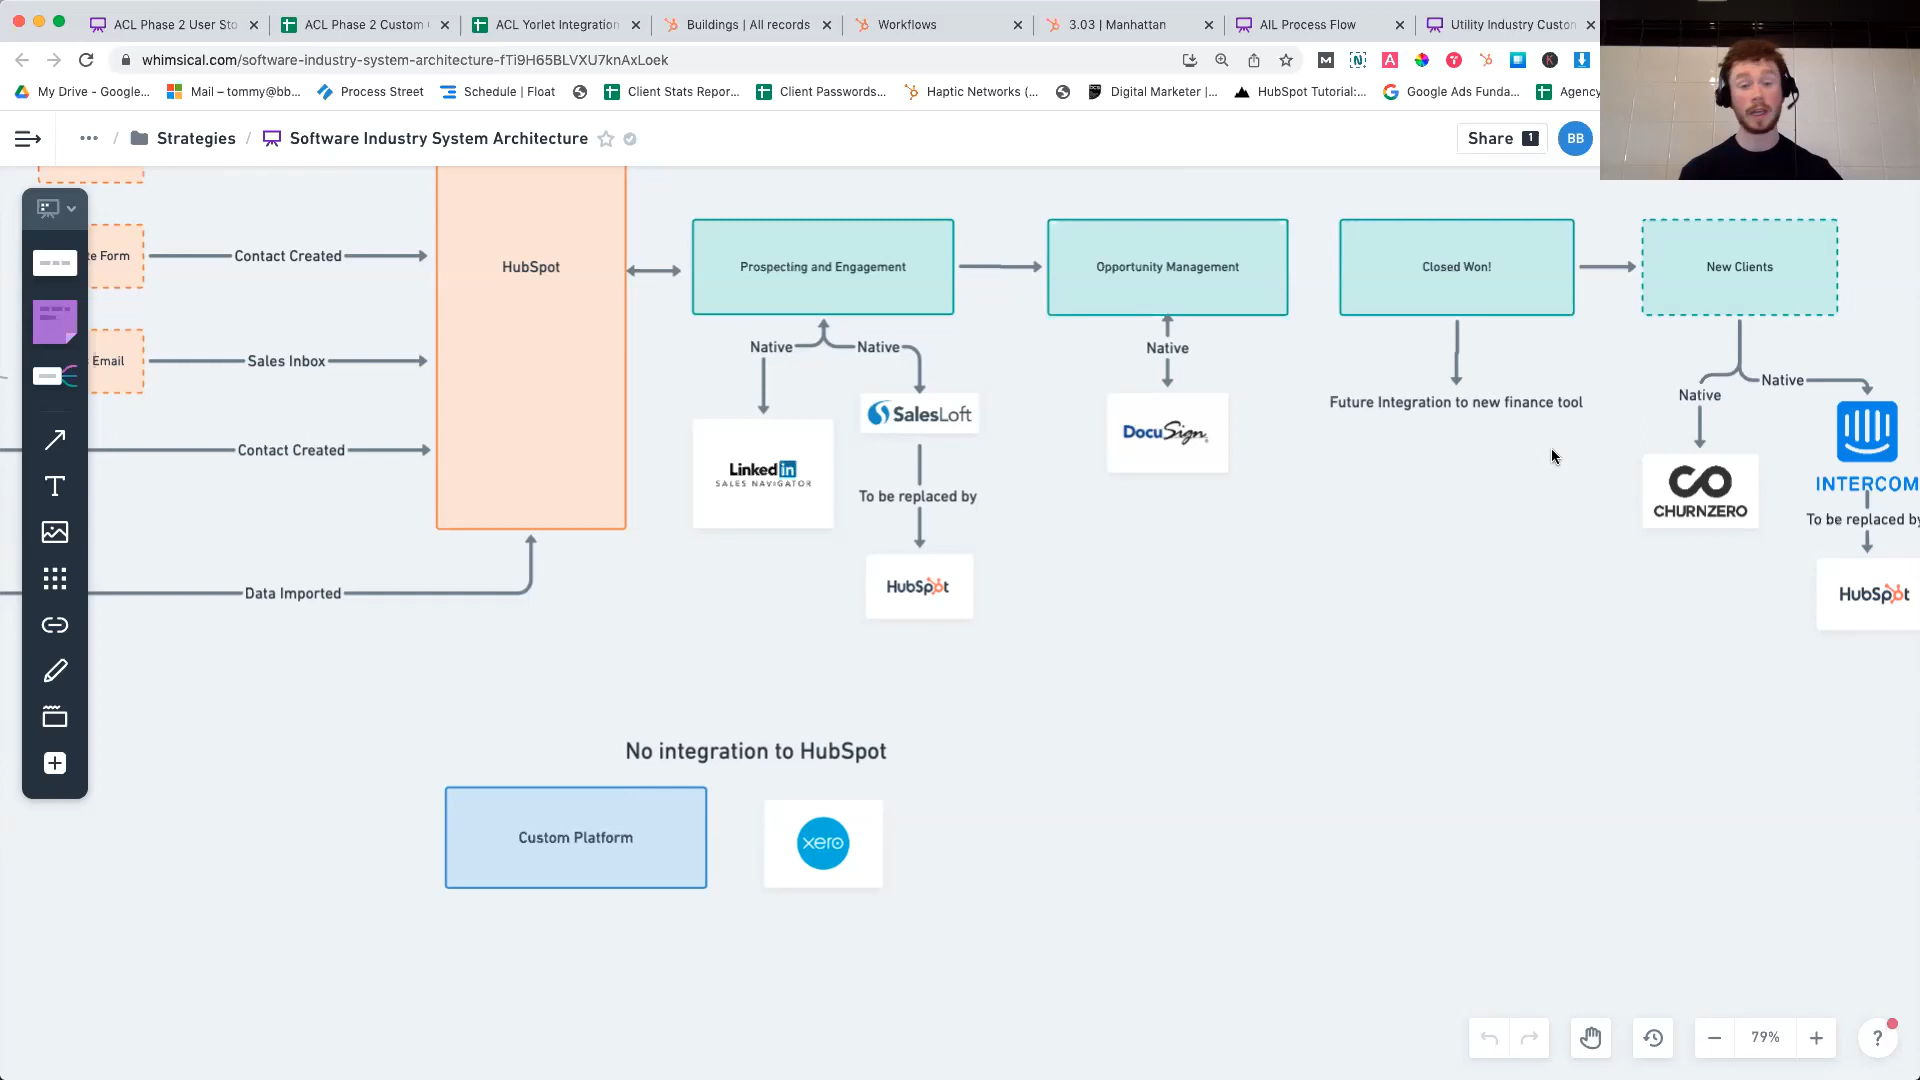 ACL Phase 2 User Sto
ACL Phase 2 Custom
ACL Yorlet Integration
Buildings | All records
Workflows
3.03 | Manhattan
AIL Process Flow
Utility Industry Custom
whimsical.com/software-industry-system-architecture-fTi9H65BLVXU7knAxLoek
My Drive - Google...
Mail – tommy@bb...
Process Street
Schedule | Float
Client Stats Repor...
Client Passwords...
Haptic Networks (...
Digital Marketer |...
HubSpot Tutorial:...
Google Ads Funda...
Agency
Strategies
/
Software Industry System Architecture
Share 1
BB
te Form
Contact Created
HubSpot
Prospecting and Engagement
Opportunity Management
Closed Won!
New Clients
Email
Sales Inbox
Native
Native
Native
Future Integration to new finance tool
Native
Native
SalesLoft
DocuSign
Linkedin
SALES NAVIGATOR
Contact Created
To be replaced by
CHURNZERO
INTERCOM
To be replaced by
HubSpot
HubSpot
Data Imported
No integration to HubSpot
Custom Platform
xero
79%
?